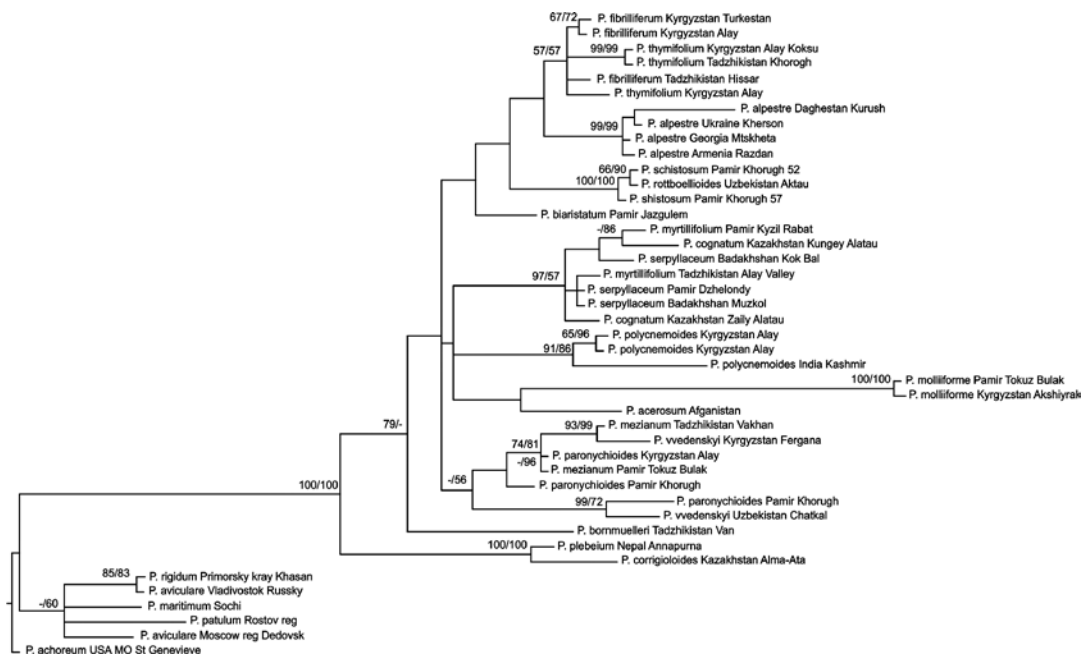 67/72
P. fibrilliferum Kyrgyzstan Turkestan
P. fibrilliferum Kyrgyzstan Alay
57/57
99/99
P. thymifolium Kyrgyzstan Alay Koksu
P. thymifolium Tadzhikistan Khorogh
P. fibrilliferum Tadzhikistan Hissar
P. thymifolium Kyrgyzstan Alay
P. alpestre Daghestan Kurush
99/99
P. alpestre Ukraine Kherson
P. alpestre Georgia Mtskheta
P. alpestre Armenia Razdan
66/90
P. schistosum Pamir Khorugh 52
100/100
P. rottboellioides Uzbekistan Aktau
P. shistosum Pamir Khorugh 57
P. biaristatum Pamir Jazgulem
-/86
P. myrtillifolium Pamir Kyzil Rabat
P. cognatum Kazakhstan Kungey Alatau
P. serpyllaceum Badakhshan Kok Bal
97/57
P. myrtillifolium Tadzhikistan Alay Valley
P. serpyllaceum Pamir Dzhelondy
P. serpyllaceum Badakhshan Muzkol
P. cognatum Kazakhstan Zaily Alatau
65/96
P. polycnemoides Kyrgyzstan Alay
91/86
P. polycnemoides Kyrgyzstan Alay
P. polycnemoides India Kashmir
100/100
P. molliiforme Pamir Tokuz Bulak
P. molliiforme Kyrgyzstan Akshiyrak
P. acerosum Afganistan
79/-
93/99
P. mezianum Tadzhikistan Vakhan
P. vvedenskyi Kyrgyzstan Fergana
74/81
P. paronychioides Kyrgyzstan Alay
-/96
P. mezianum Pamir Tokuz Bulak
-/56
P. paronychioides Pamir Khorugh
100/100
99/72
P. paronychioides Pamir Khorugh
P. vvedenskyi Uzbekistan Chatkal
P. bornmuelleri Tadzhikistan Van
100/100
P. plebeium Nepal Annapurna
P. corrigioloides Kazakhstan Alma-Ata
85/83
P. rigidum Primorsky kray Khasan
P. aviculare Vladivostok Russky
-/60
P. maritimum Sochi
P. patulum Rostov reg
P. aviculare Moscow reg Dedovsk
P. achoreum USA MO St Genevieve